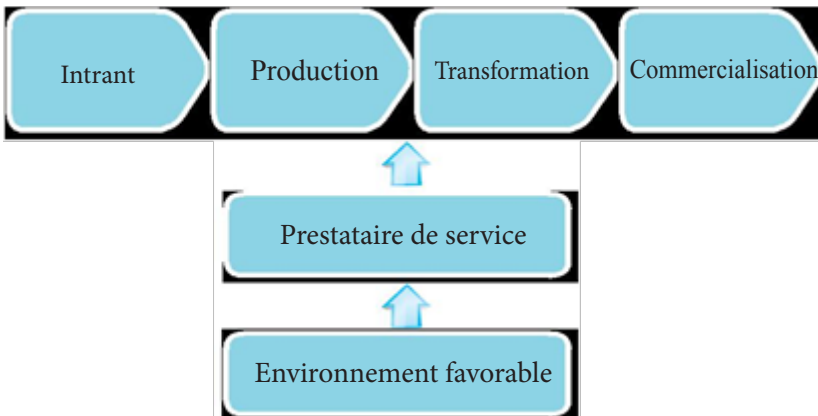 Intrant
Production
Transformation
Commercialisation
Prestataire de service
Environnement favorable